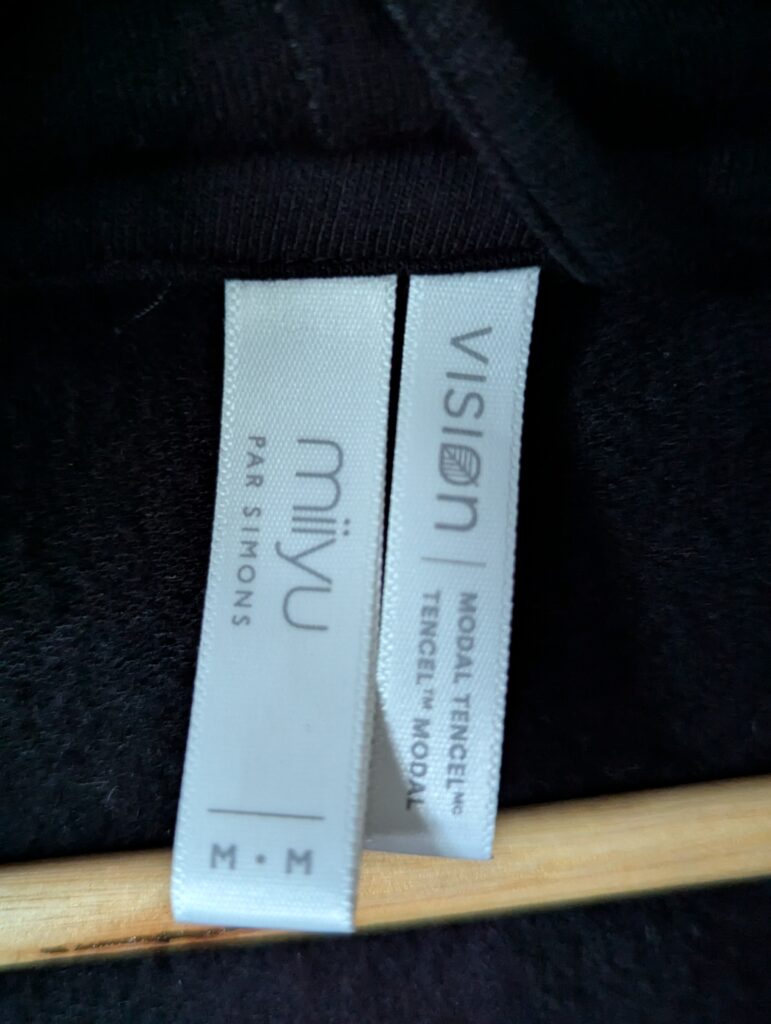 miiyu
PAR SIMONS
M • M
VISION | MODAL TENCELᴹᶜ
TENCEL™ MODAL